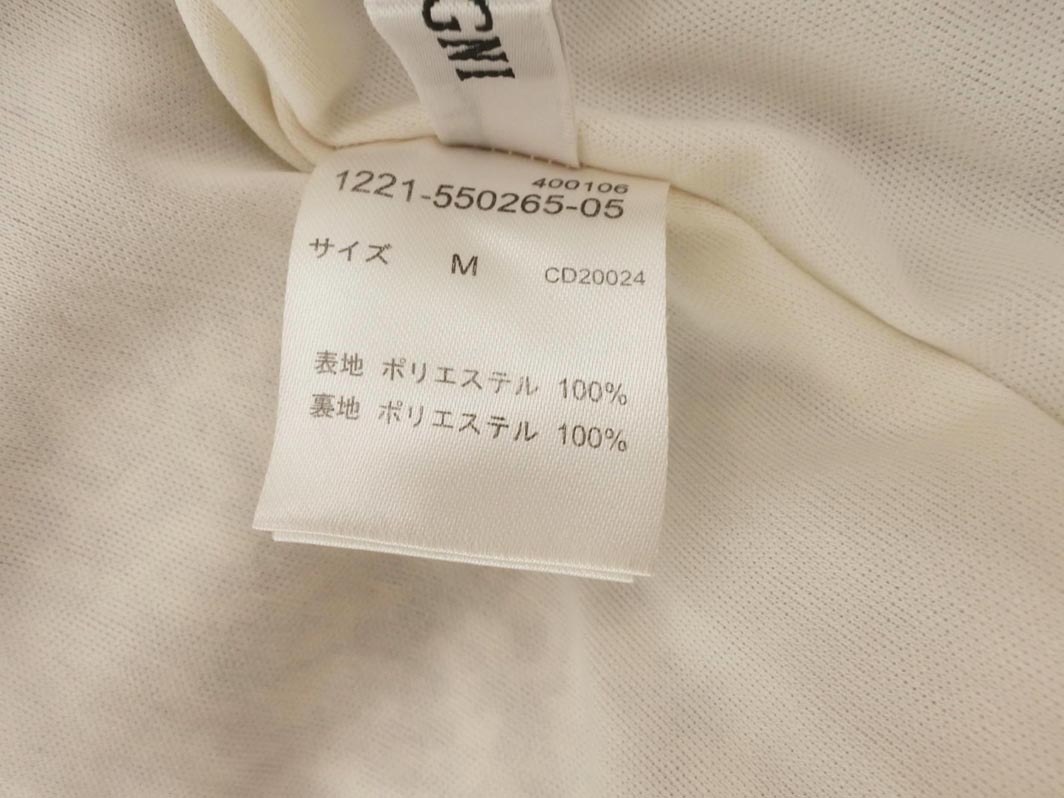 GNI
400106
1221-550265-05
サイズ M CD20024
表地 ポリエステル 100%
裏地 ポリエステル 100%